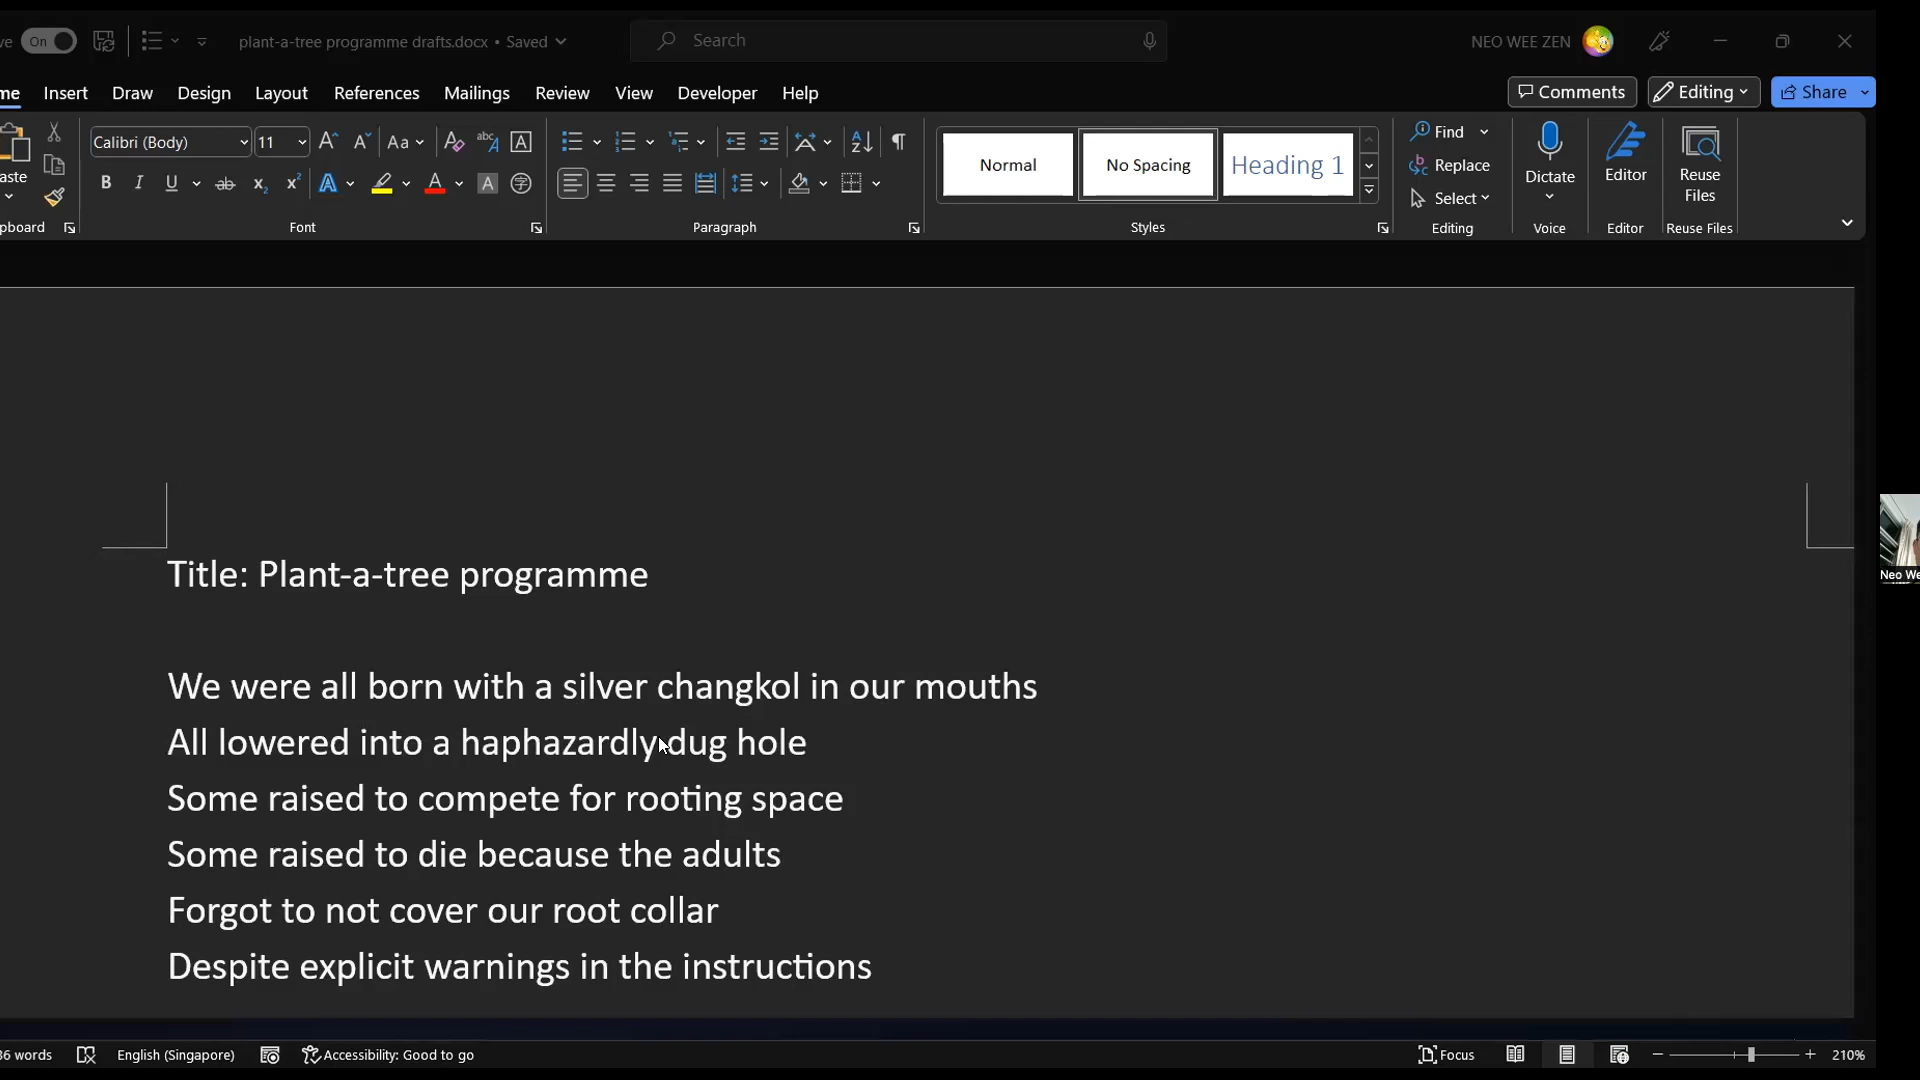 On
plant-a-tree programme drafts.docx • Saved
Search
NEO WEE ZEN
Insert Draw Design Layout References Mailings Review View Developer Help
Comments Editing Share
Calibri (Body) 11 Aa
Normal No Spacing Heading 1
Find
Replace
Select
Dictate
Editor
Reuse
Files
Font Paragraph Styles Editing Voice Editor Reuse Files
Title: Plant-a-tree programme
We were all born with a silver changkol in our mouths
All lowered into a haphazardly dug hole
Some raised to compete for rooting space
Some raised to die because the adults
Forgot to not cover our root collar
Despite explicit warnings in the instructions
Neo We
words English (Singapore) Accessibility: Good to go Focus 210%